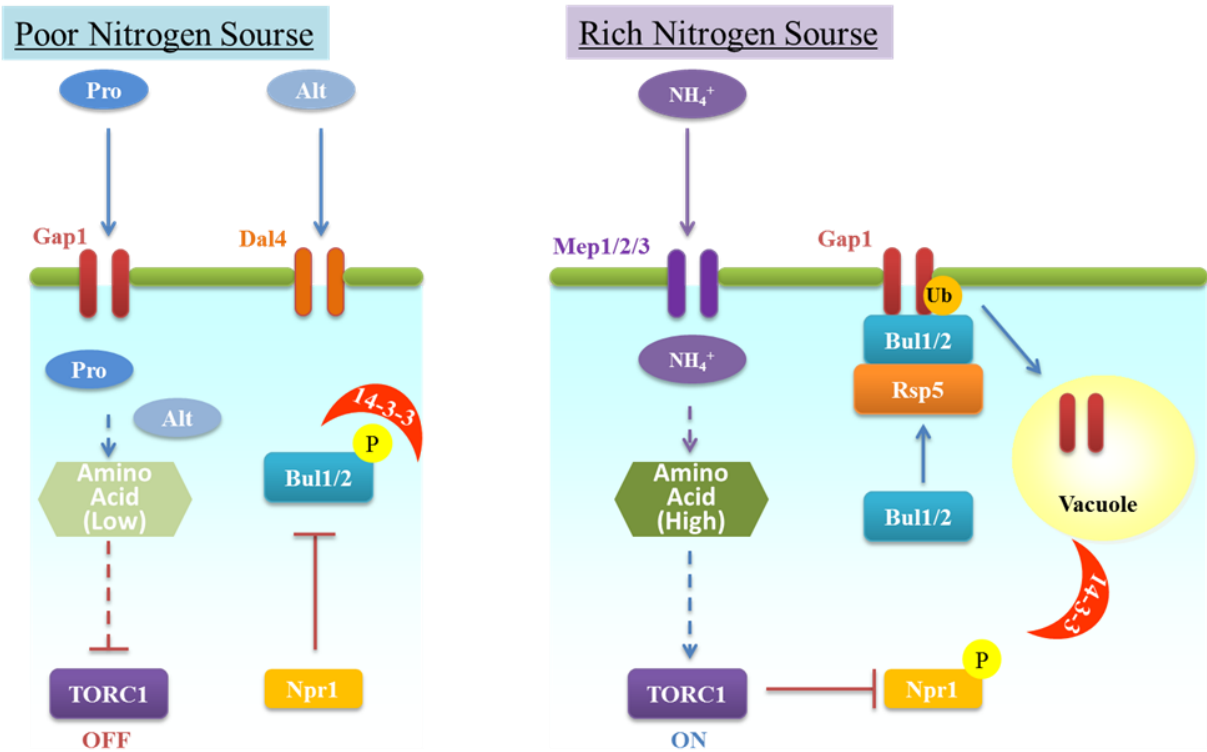 Poor Nitrogen Sourse
Pro
Alt
Gap1
Dal4
Pro
Alt
14-3-3
P
Bul1/2
Amino
Acid
(Low)
TORC1
Npr1
OFF
Rich Nitrogen Sourse
NH₄⁺
Mep1/2/3
Gap1
Ub
NH₄⁺
Bul1/2
Rsp5
Amino
Acid
(High)
Bul1/2
Vacuole
14-3-3
P
TORC1
Npr1
ON